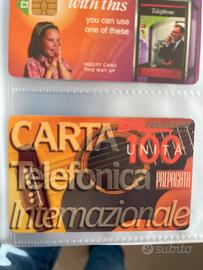 with this
you can use
one of these
INSERT CARD
THIS WAY UP
Telephone
CARTA
100
UNITÀ
Telefonica
PREPAGATA
Internazionale
Subito